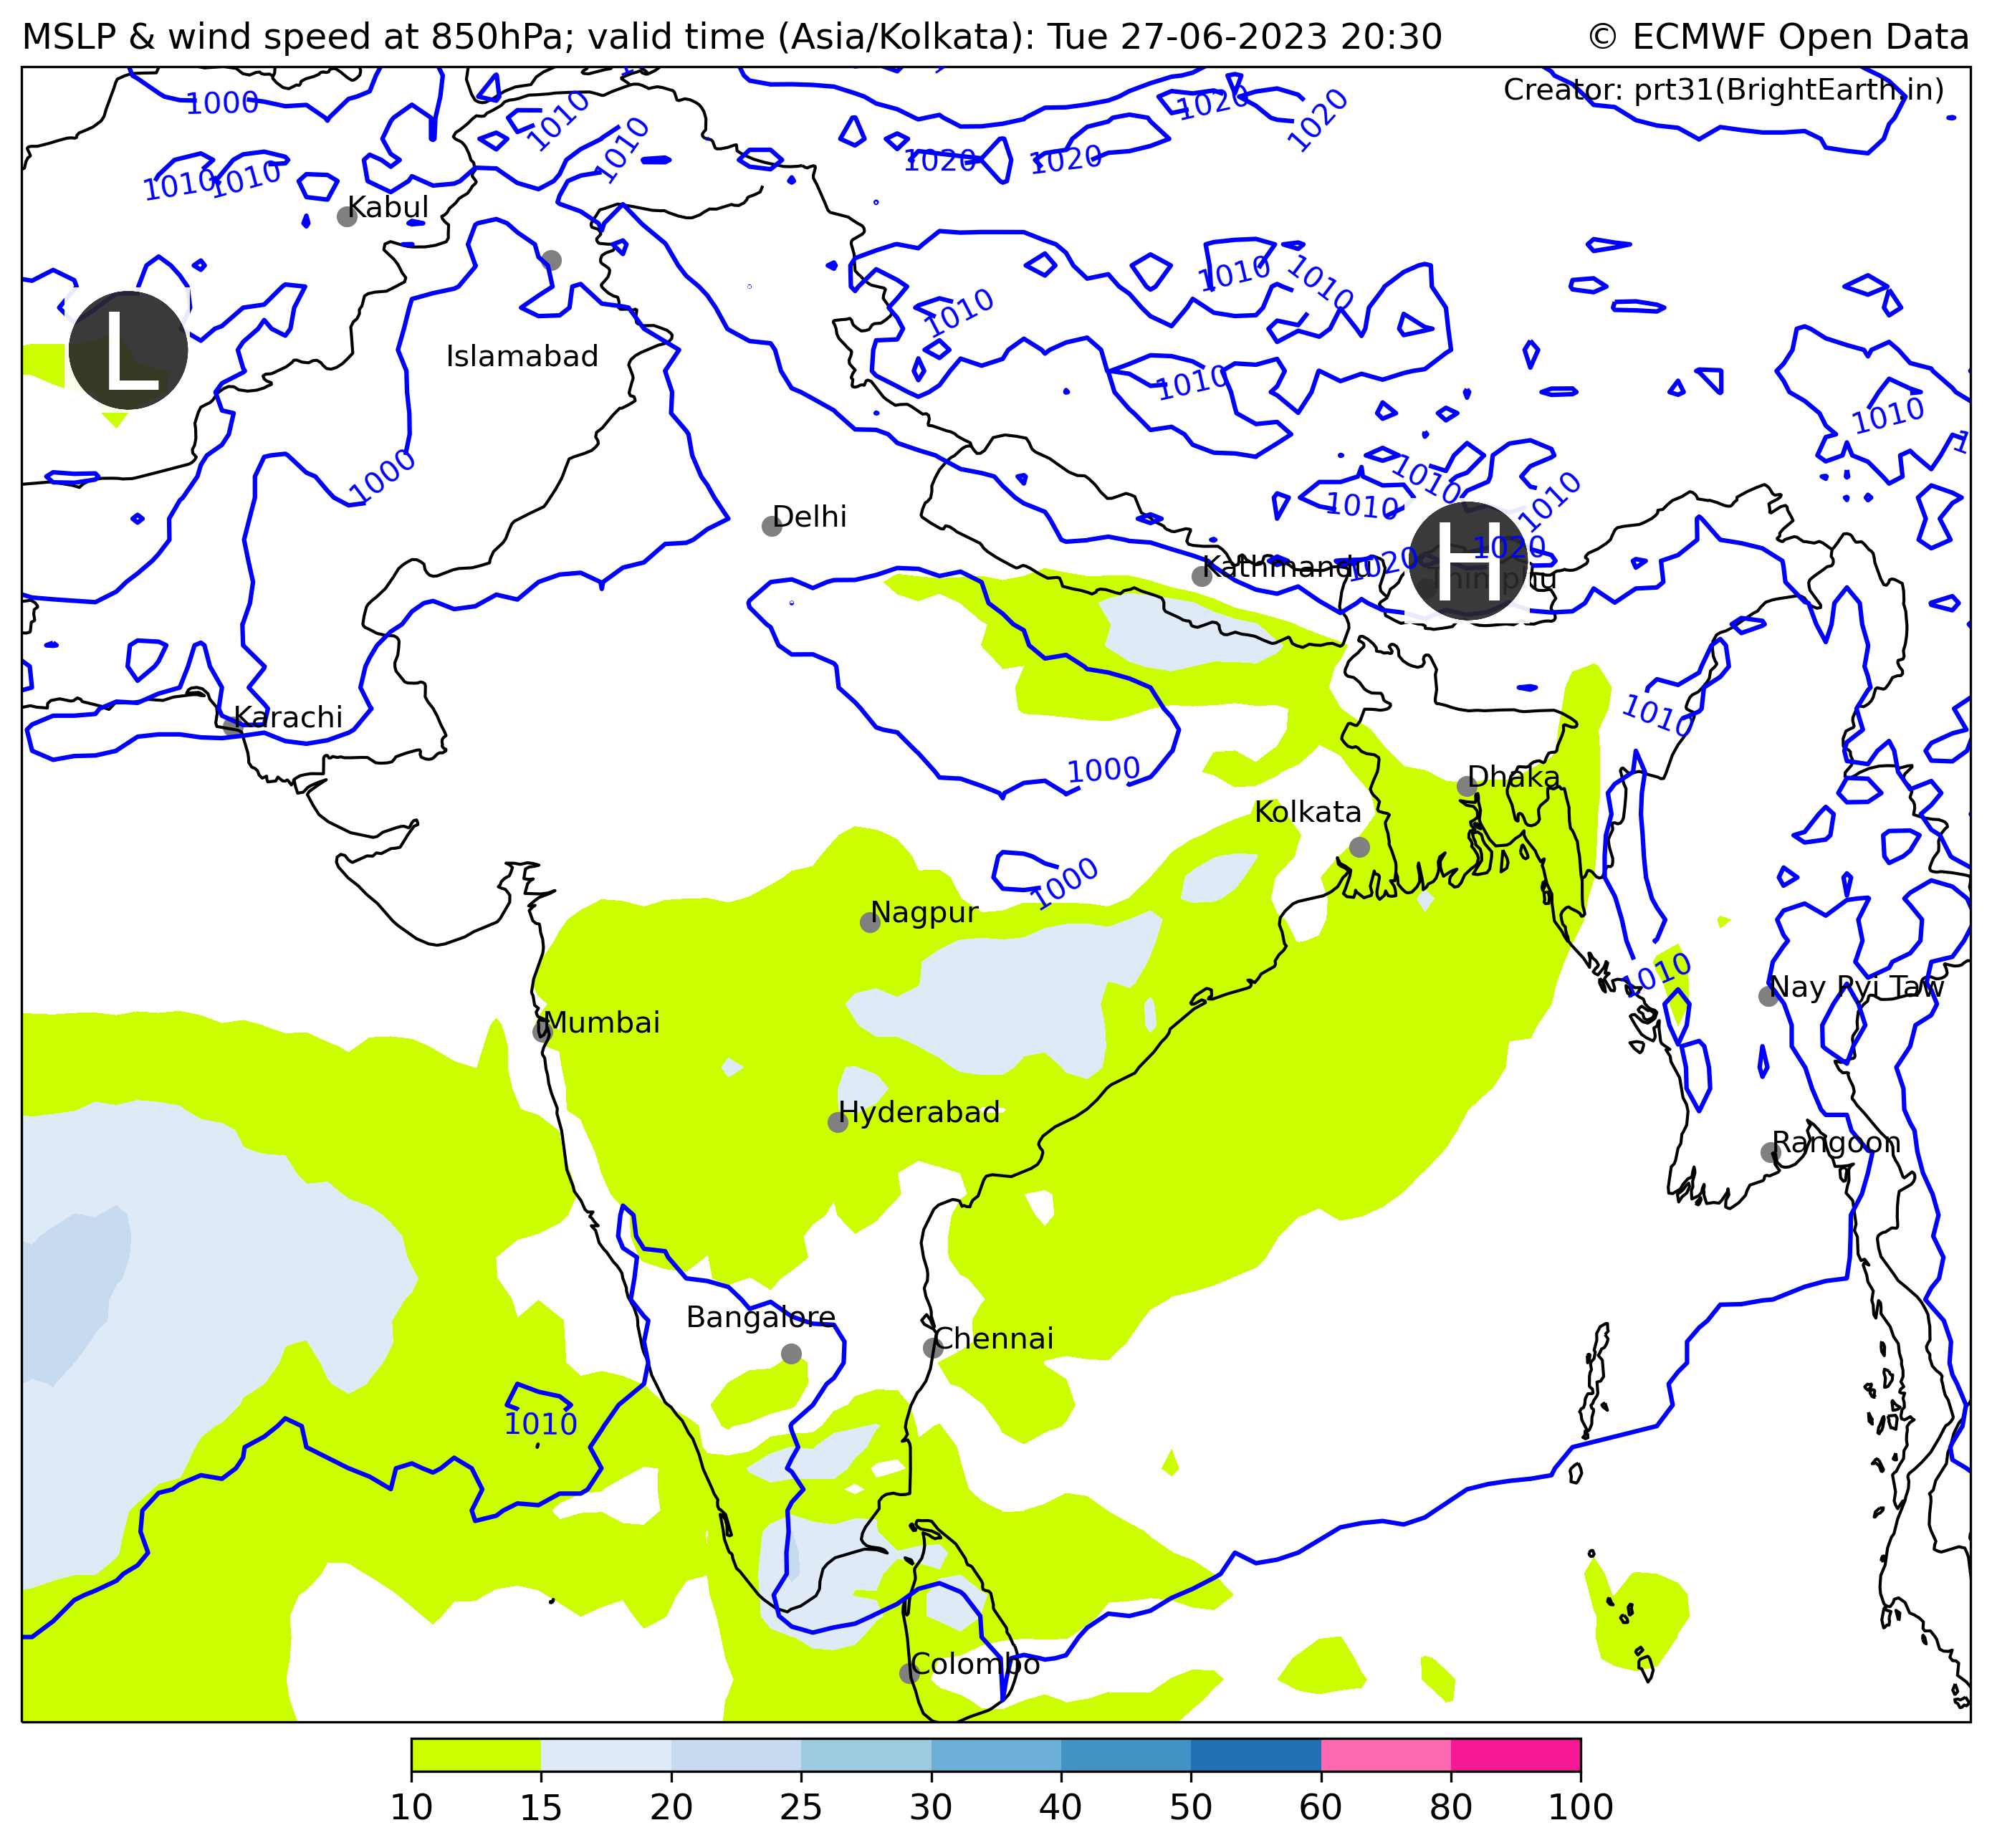 MSLP & wind speed at 850hPa; valid time (Asia/Kolkata): Tue 27-06-2023 20:30 © ECMWF Open Data
Creator: prt31(BrightEarth.in)
1000
1010
1020
1020
1010
1020
1020
1010
1010
1010
Kabul
1010
1010
1010
L
Islamabad
1010
1010
1000
1010
1010
1010
Delhi
H
1020
1020
Kathmandu
Thimphu
1010
Karachi
1000
Dhaka
Kolkata
1000
Nagpur
1010
Nay Pyi Taw
Mumbai
Hyderabad
Rangoon
Bangalore
Chennai
1010
Colombo
10 15 20 25 30 40 50 60 80 100